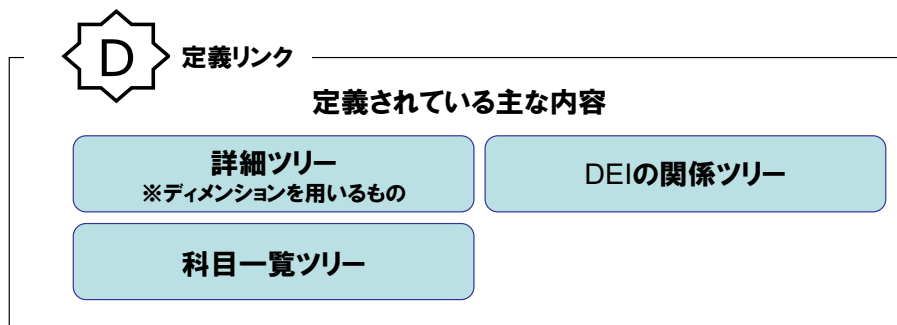 D 定義リンク
定義されている主な内容
詳細ツリー
※ディメンションを用いるもの
DEIの関係ツリー
科目一覧ツリー